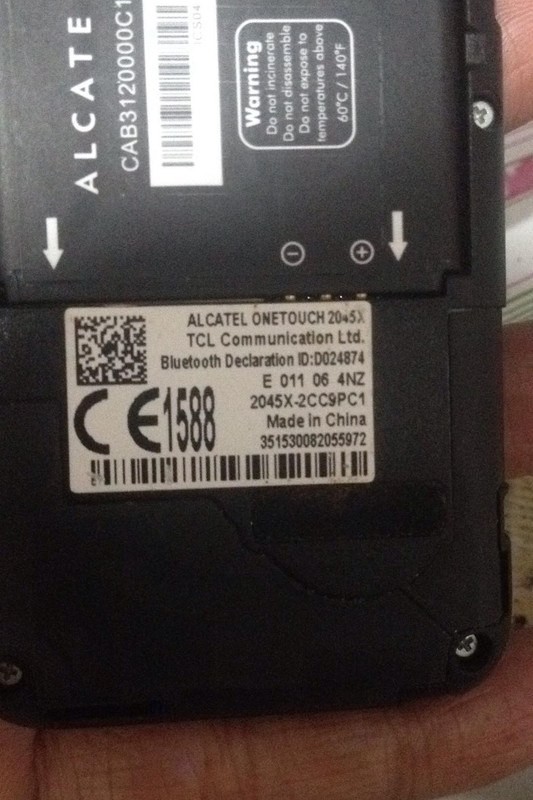 ALCATE
CAB3120000C1
Warning
Do not incinerate
Do not disassemble
Do not expose to
temperatures above
60°C / 140°F
ALCATEL ONETOUCH 2045X
TCL Communication Ltd.
Bluetooth Declaration ID:D024874
E 011 06 4NZ
2045X-2CC9PC1
Made in China
351530082055972
CE1588